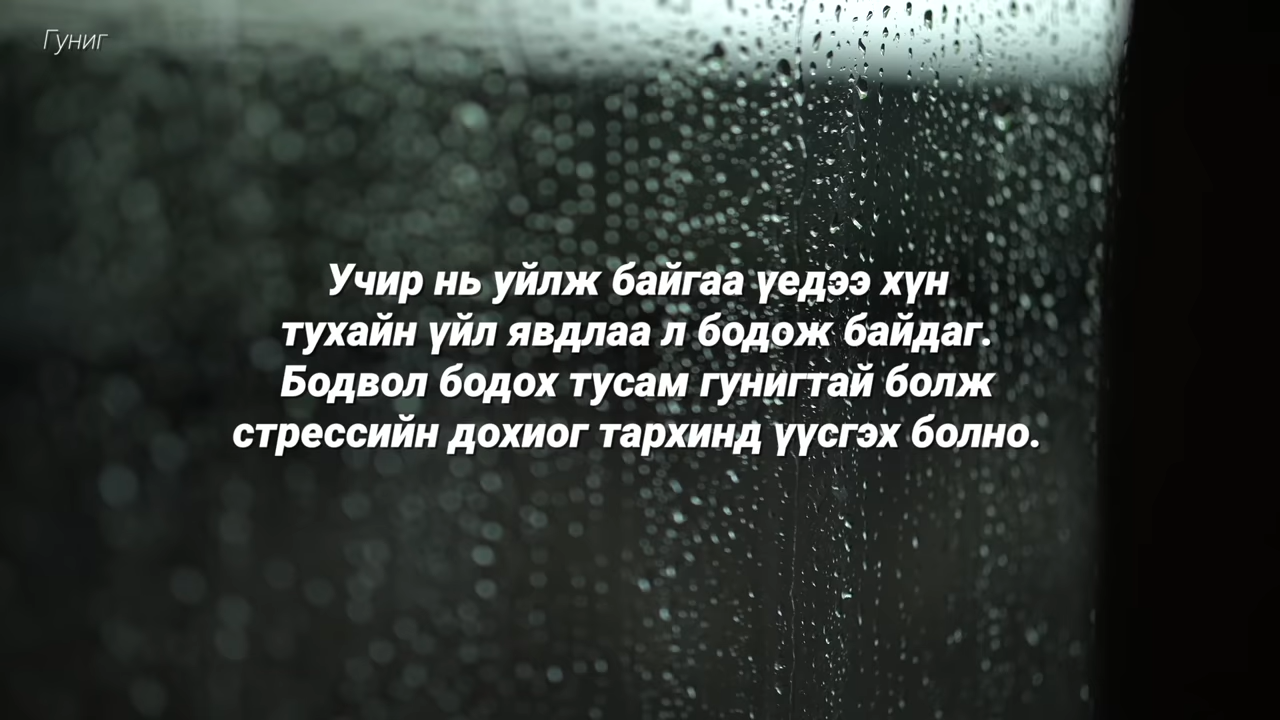 Гуниг
Учир нь уйлж байгаа үедээ хүн
тухайн үйл явдлаа л бодож байдаг.
Бодвол бодох тусам гунигтай болж
стрессийн дохиог тархинд үүсгэх болно.